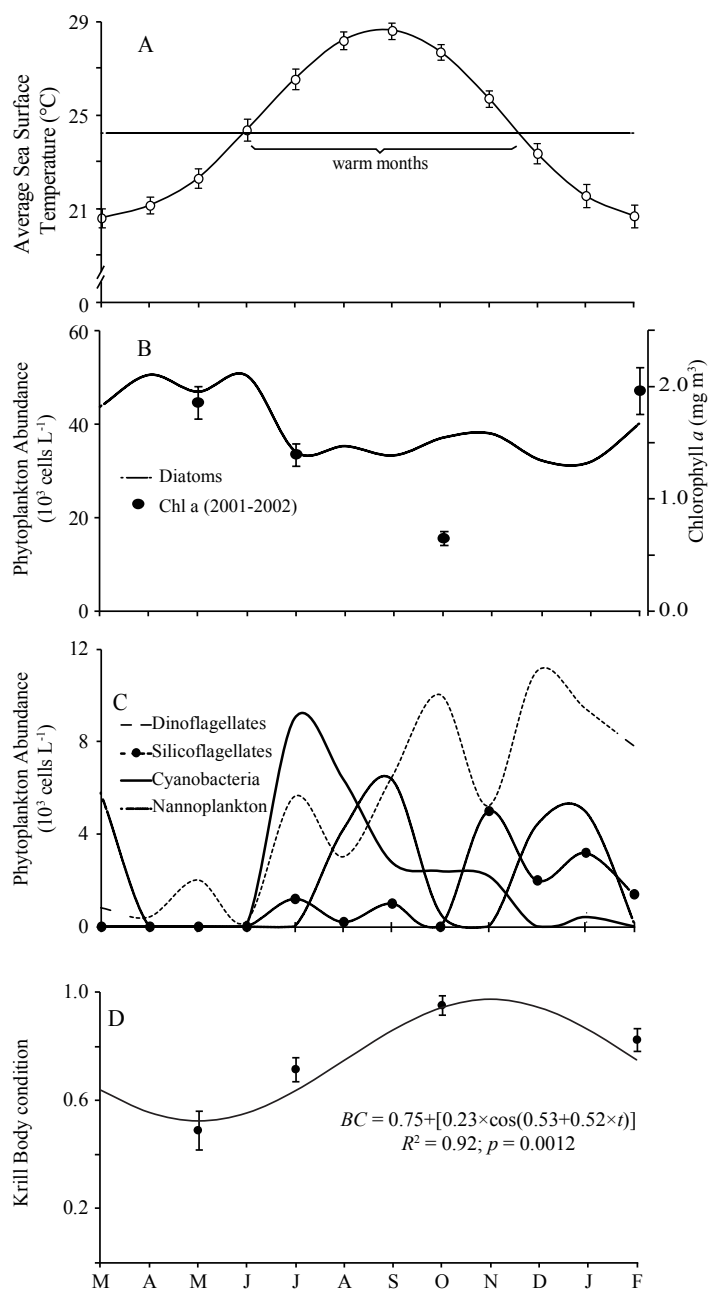 29
A
25
21
0
Average Sea Surface
Temperature (°C)
warm months
60
B
40
20
0
Phytoplankton Abundance
(10³ cells L⁻¹)
Diatoms
Chl a (2001-2002)
2.0
1.0
0.0
Chlorophyll a (mg m³)
12
C
8
4
0
Phytoplankton Abundance
(10³ cells L⁻¹)
Dinoflagellates
Silicoflagellates
Cyanobacteria
Nannoplankton
1.0
D
0.6
0.2
Krill Body condition
BC = 0.75+[0.23×cos(0.53+0.52×t)]
R² = 0.92; p = 0.0012
M A M J J A S O N D J F